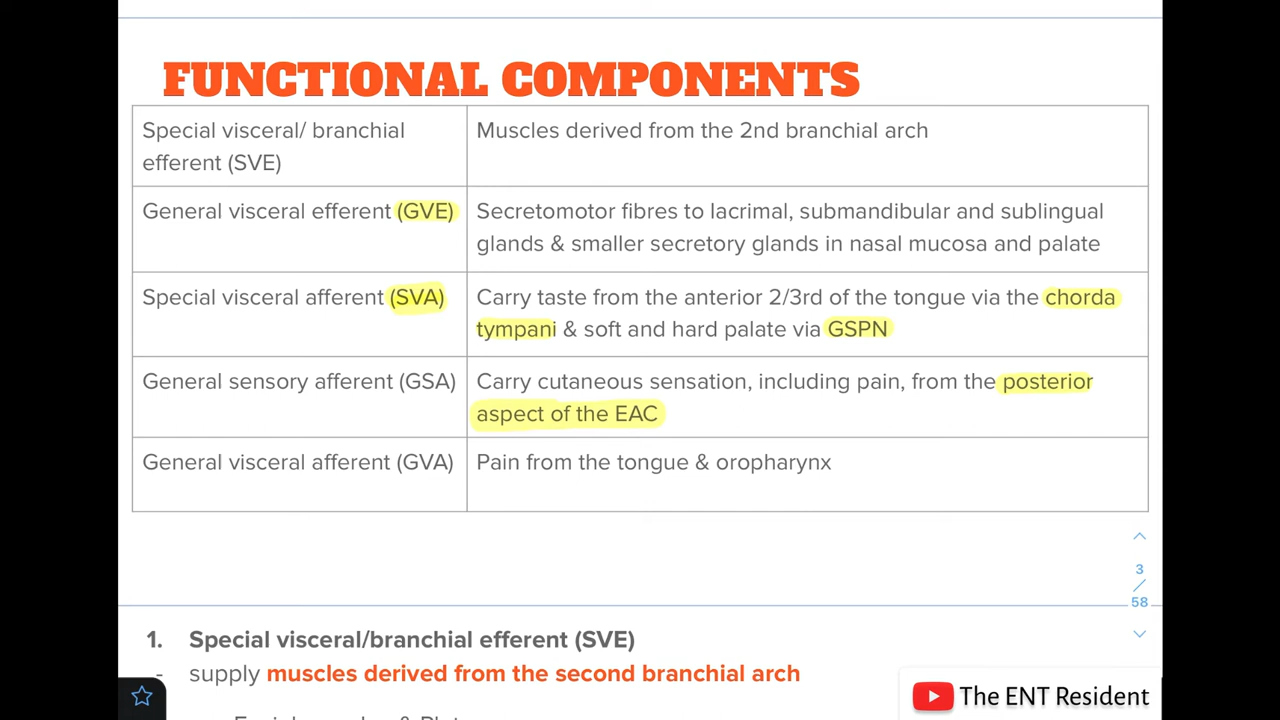 FUNCTIONAL COMPONENTS
Special visceral/ branchial
efferent (SVE)
Muscles derived from the 2nd branchial arch
General visceral efferent (GVE)
Secretomotor fibres to lacrimal, submandibular and sublingual
glands & smaller secretory glands in nasal mucosa and palate
Special visceral afferent (SVA)
Carry taste from the anterior 2/3rd of the tongue via the chorda
tympani & soft and hard palate via GSPN
General sensory afferent (GSA)
Carry cutaneous sensation, including pain, from the posterior
aspect of the EAC
General visceral afferent (GVA)
Pain from the tongue & oropharynx
3
/
58
1. Special visceral/branchial efferent (SVE)
- supply muscles derived from the second branchial arch
The ENT Resident